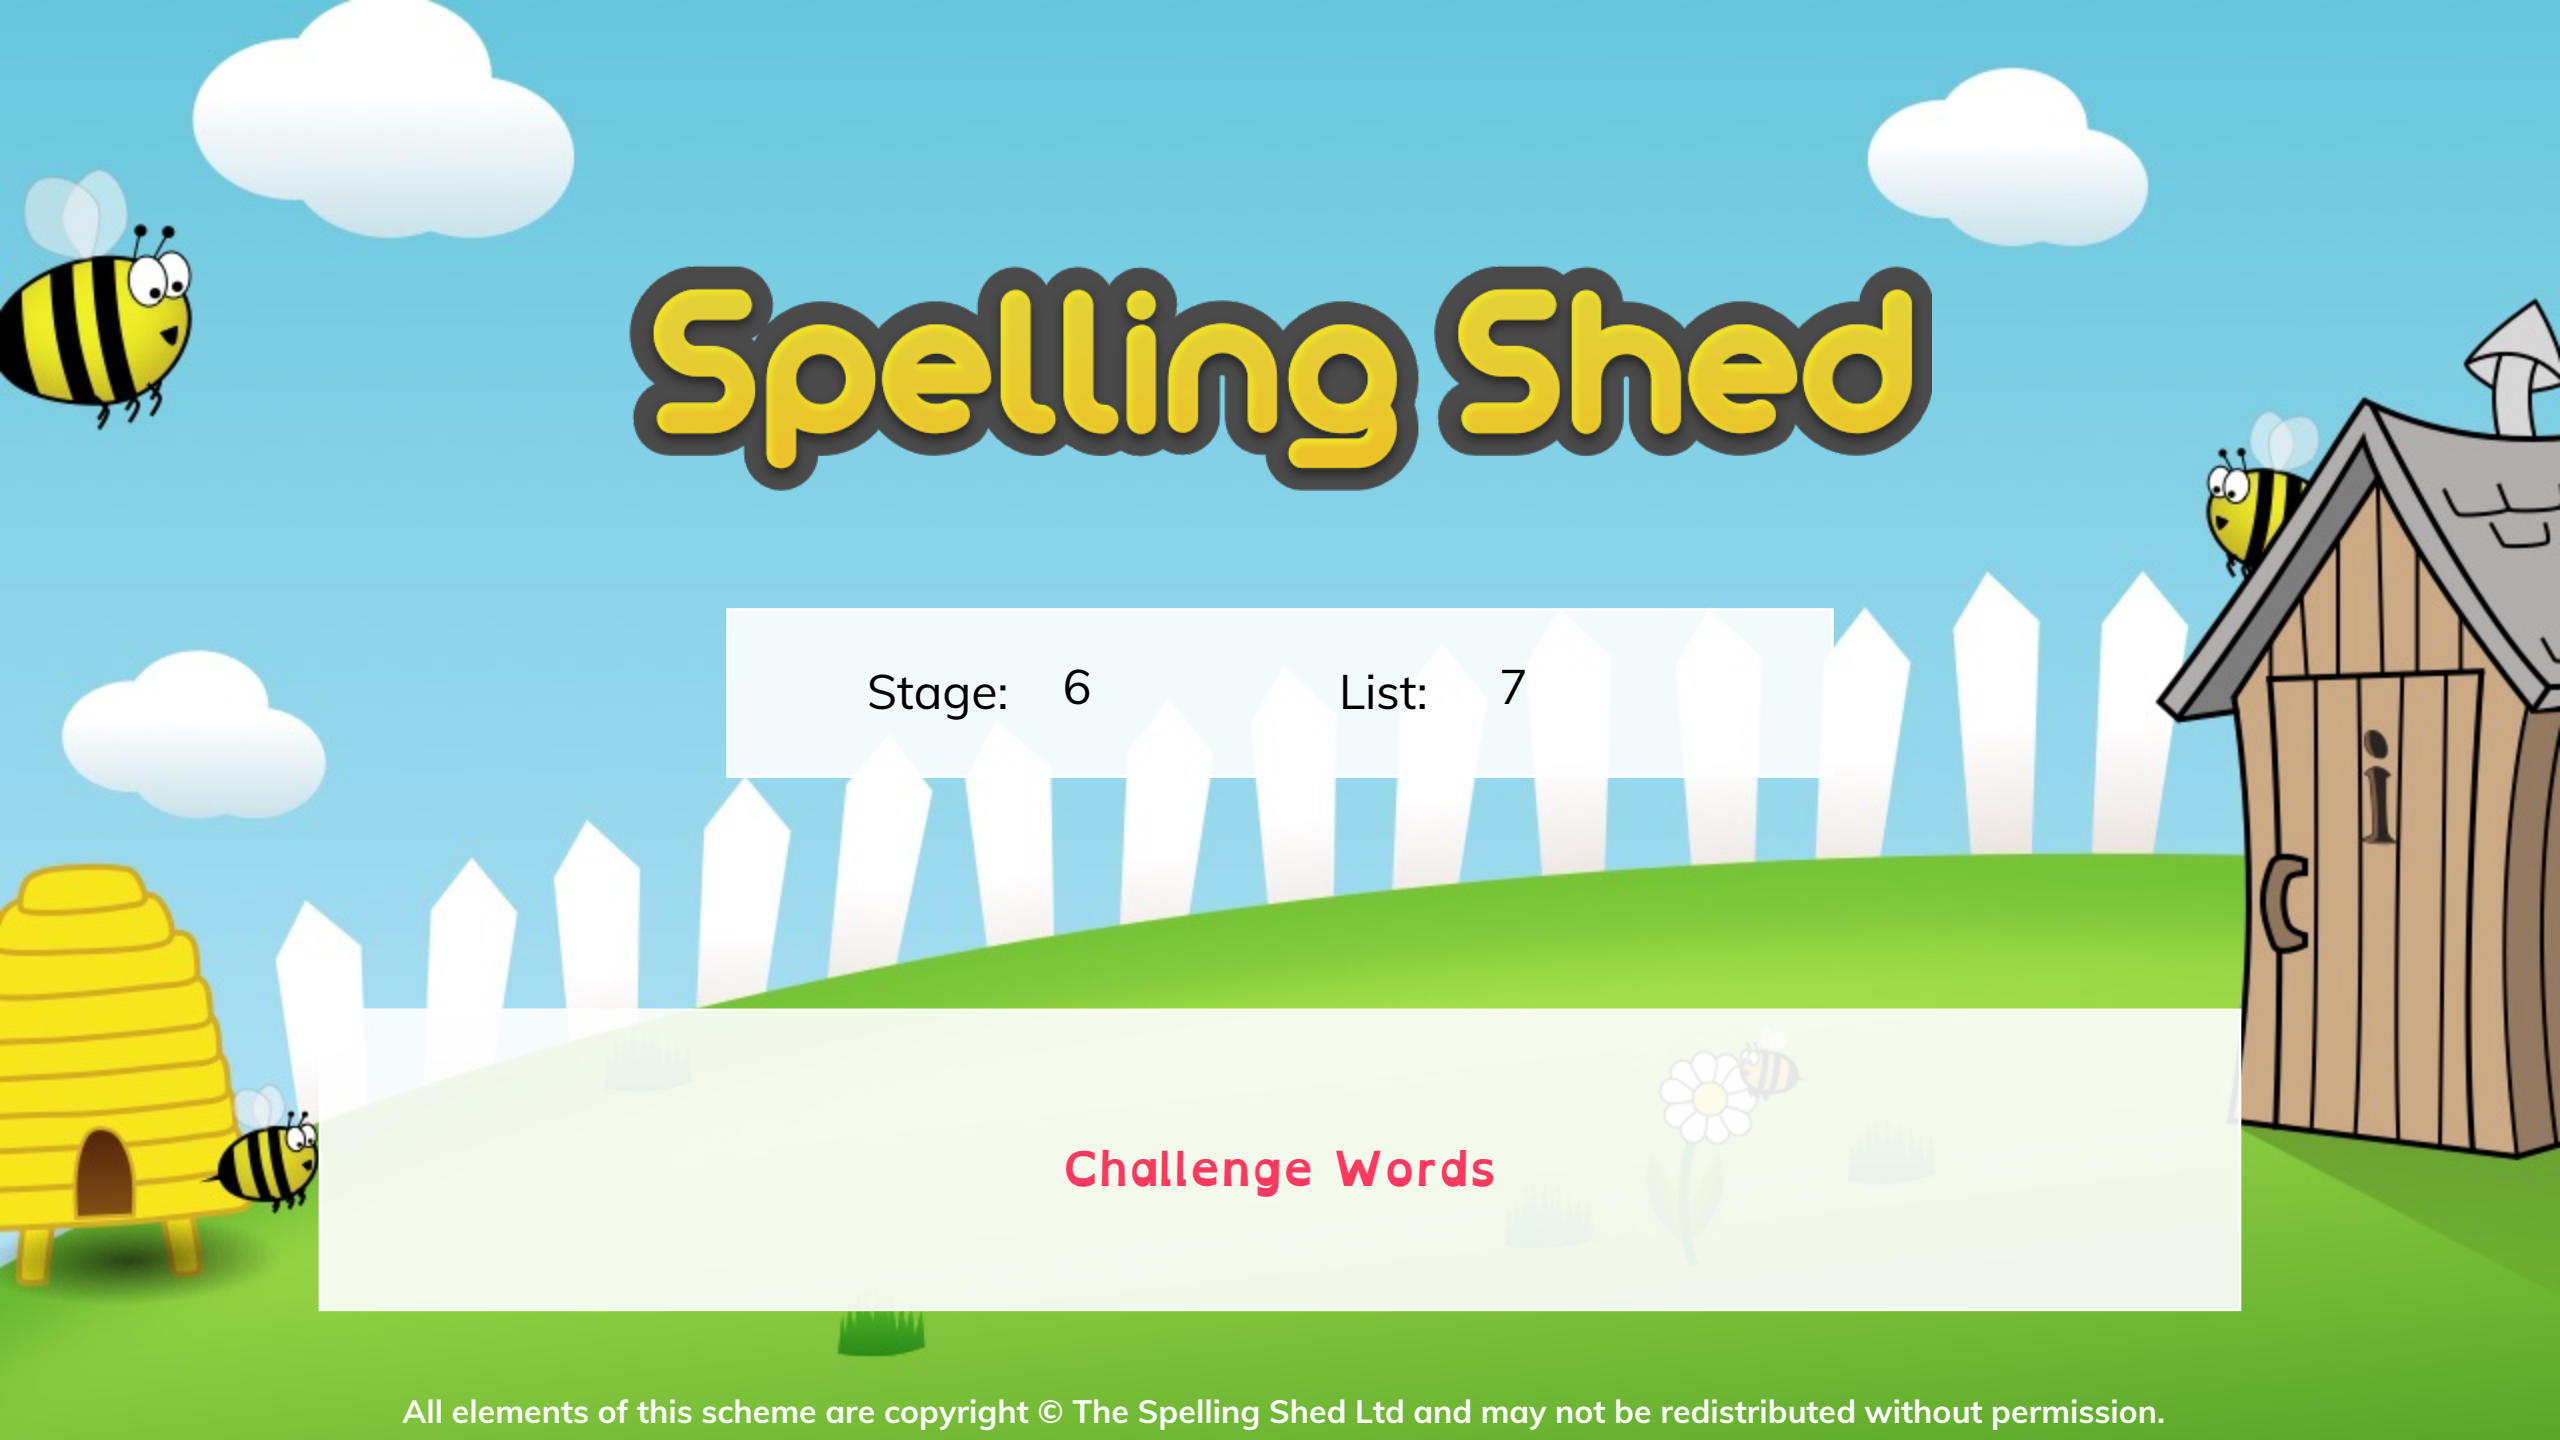 Spelling Shed
Stage: 6 List: 7
i
Challenge Words
All elements of this scheme are copyright © The Spelling Shed Ltd and may not be redistributed without permission.